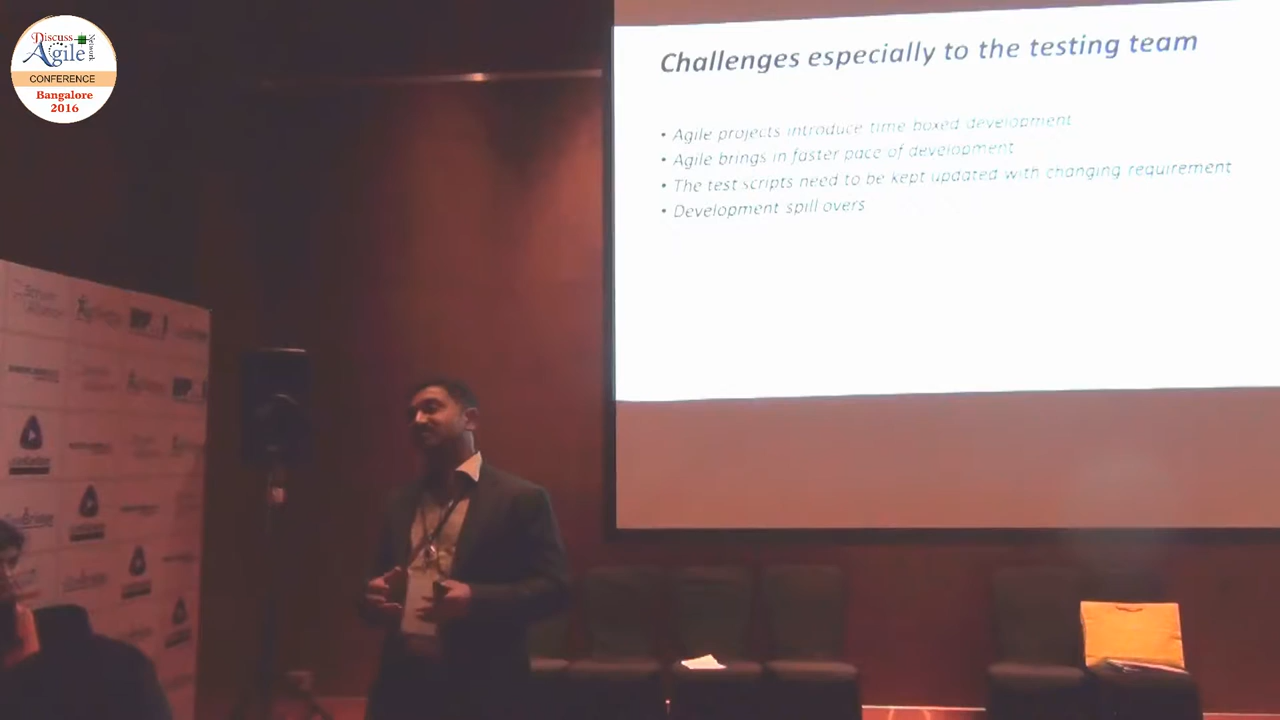 Discuss
Agile
Network
CONFERENCE
Bangalore
2016
Challenges especially to the testing team
• Agile projects introduce time boxed development
• Agile brings in faster pace of development
• The test scripts need to be kept updated with changing requirement
• Development spill overs